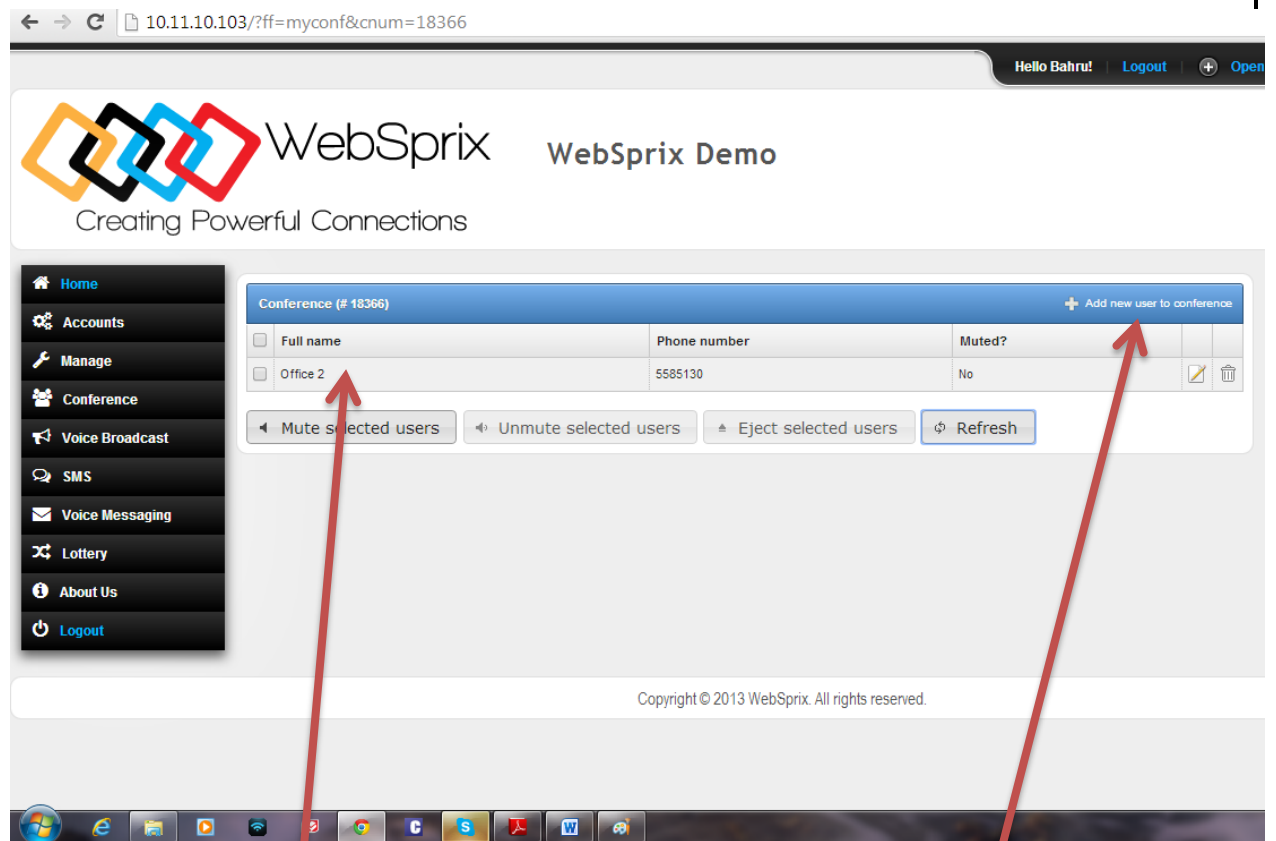 10.11.10.103/?ff=myconf&cnum=18366
Hello Bahru! Logout Open
WebSprix
WebSprix Demo
Creating Powerful Connections
Home
Accounts
Manage
Conference
Voice Broadcast
SMS
Voice Messaging
Lottery
About Us
Logout
Conference (# 18366) Add new user to conference
Full name Phone number Muted?
Office 2 5585130 No
Mute selected users Unmute selected users Eject selected users Refresh
Copyright © 2013 WebSprix. All rights reserved.